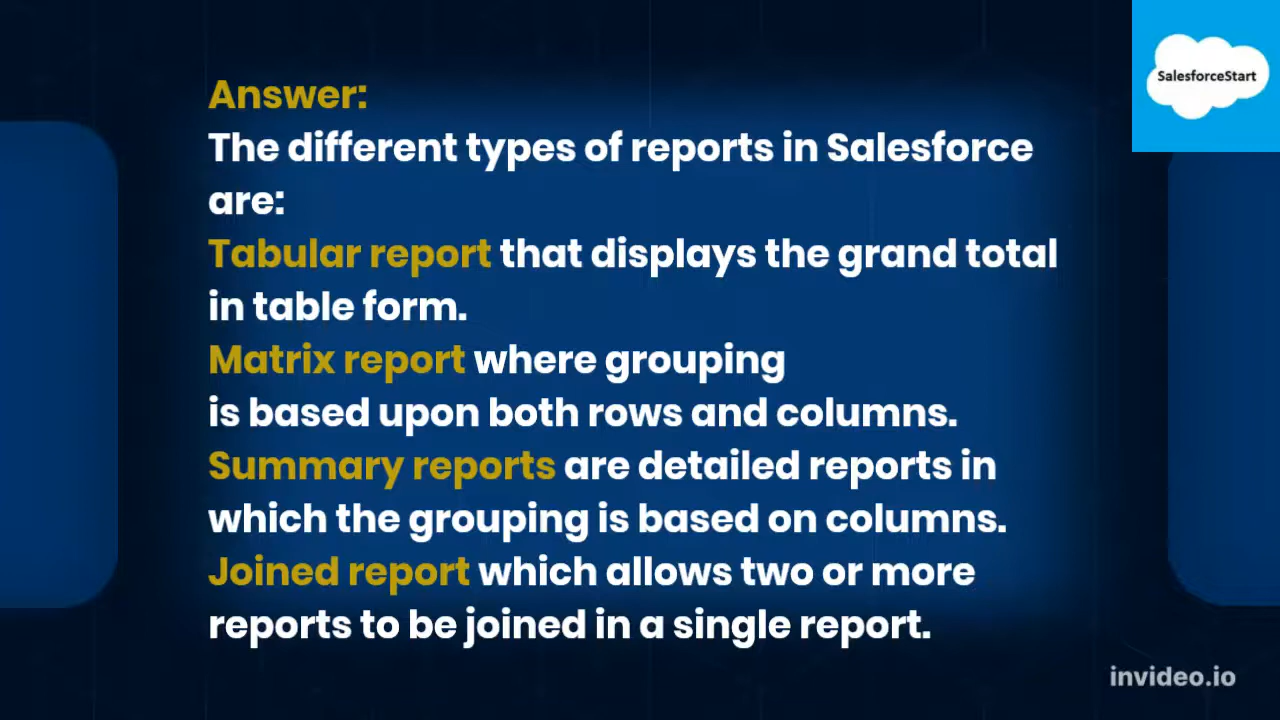 SalesforceStart
Answer:
The different types of reports in Salesforce
are:
Tabular report that displays the grand total
in table form.
Matrix report where grouping
is based upon both rows and columns.
Summary reports are detailed reports in
which the grouping is based on columns.
Joined report which allows two or more
reports to be joined in a single report.
invideo.io